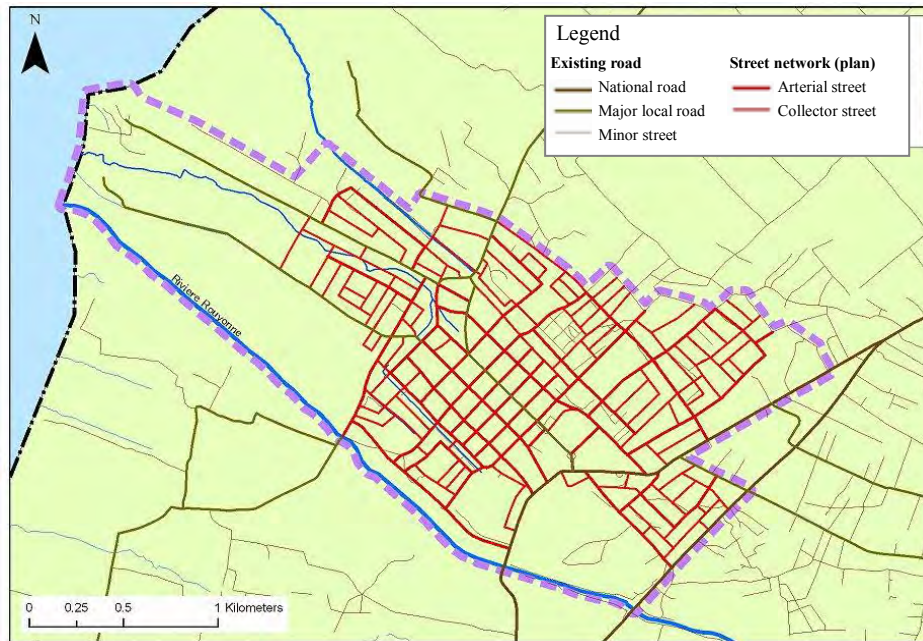 N
Legend
Existing road
Street network (plan)
National road
Arterial street
Major local road
Collector street
Minor street
Riviere Rouyonne
0 0.25 0.5 1 Kilometers